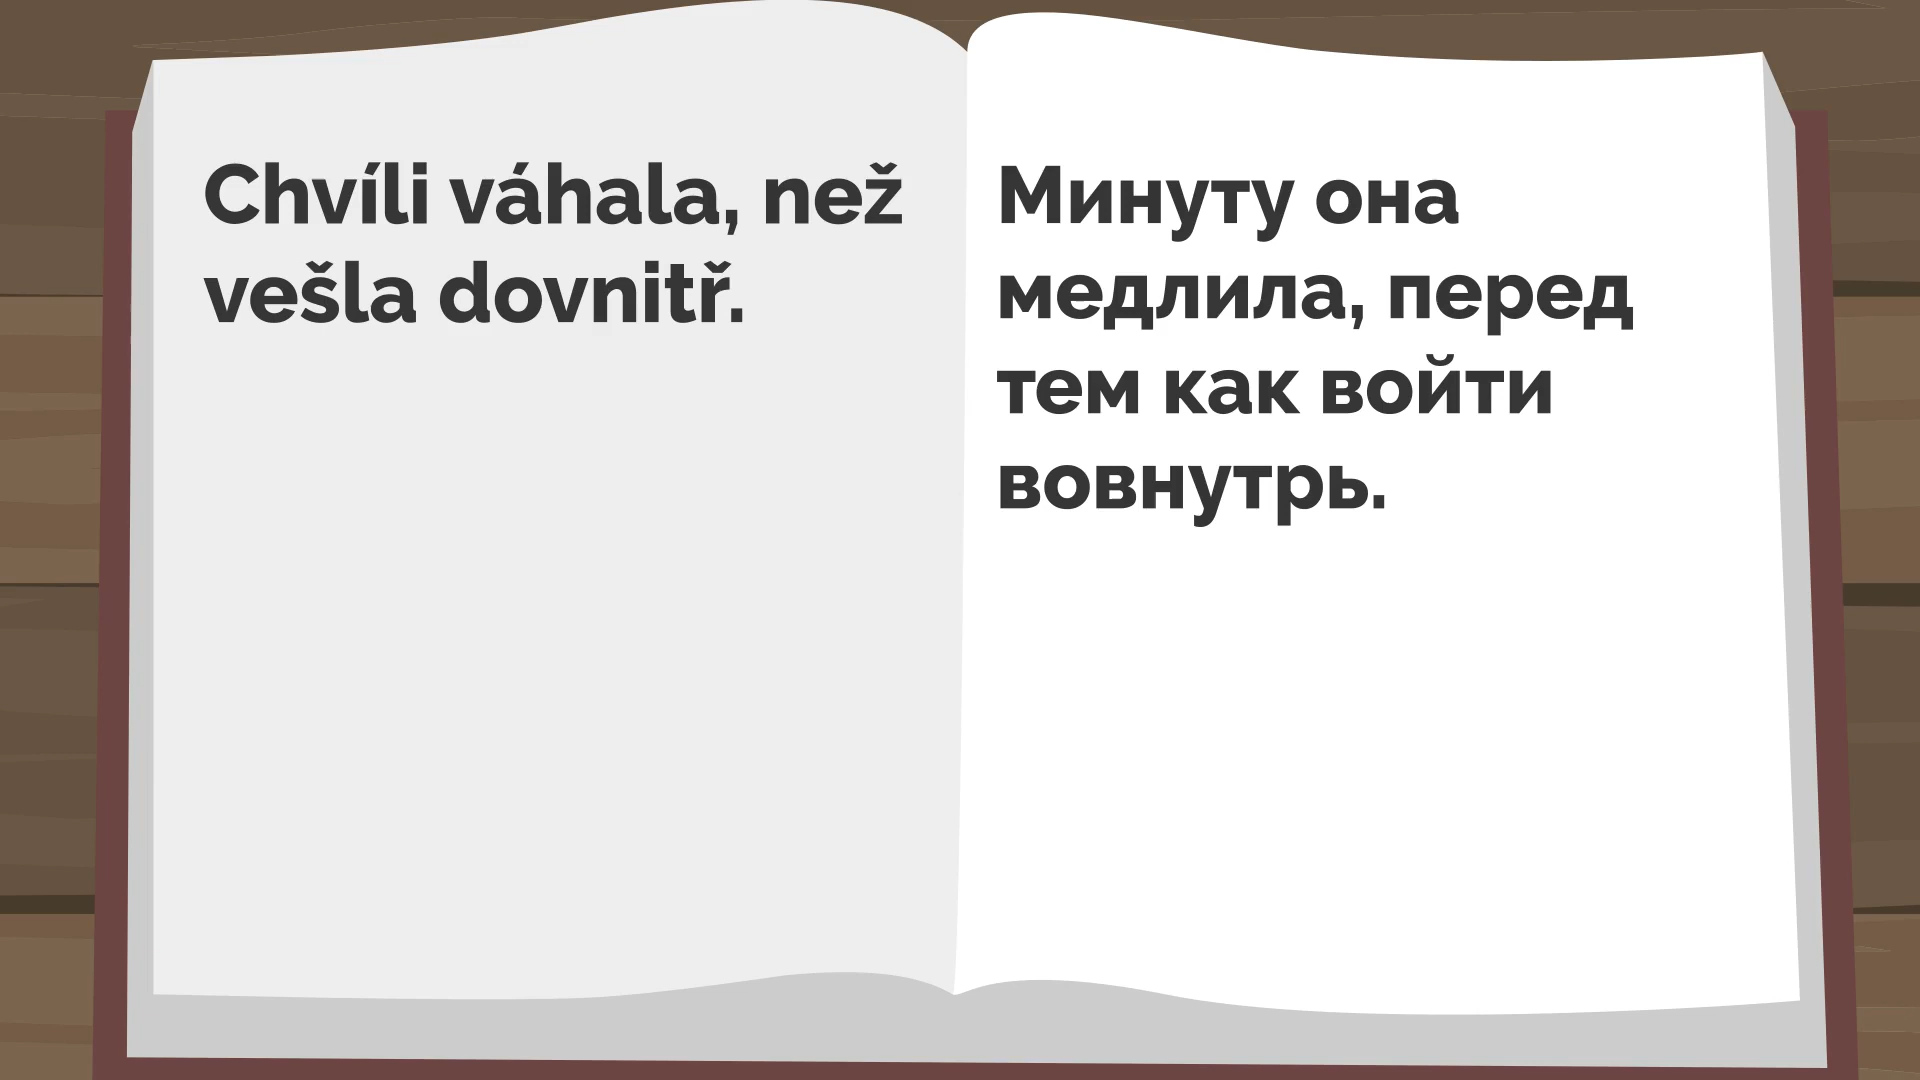 Chvíli váhala, než
vešla dovnitř.
Минуту она
медлила, перед
тем как войти
вовнутрь.